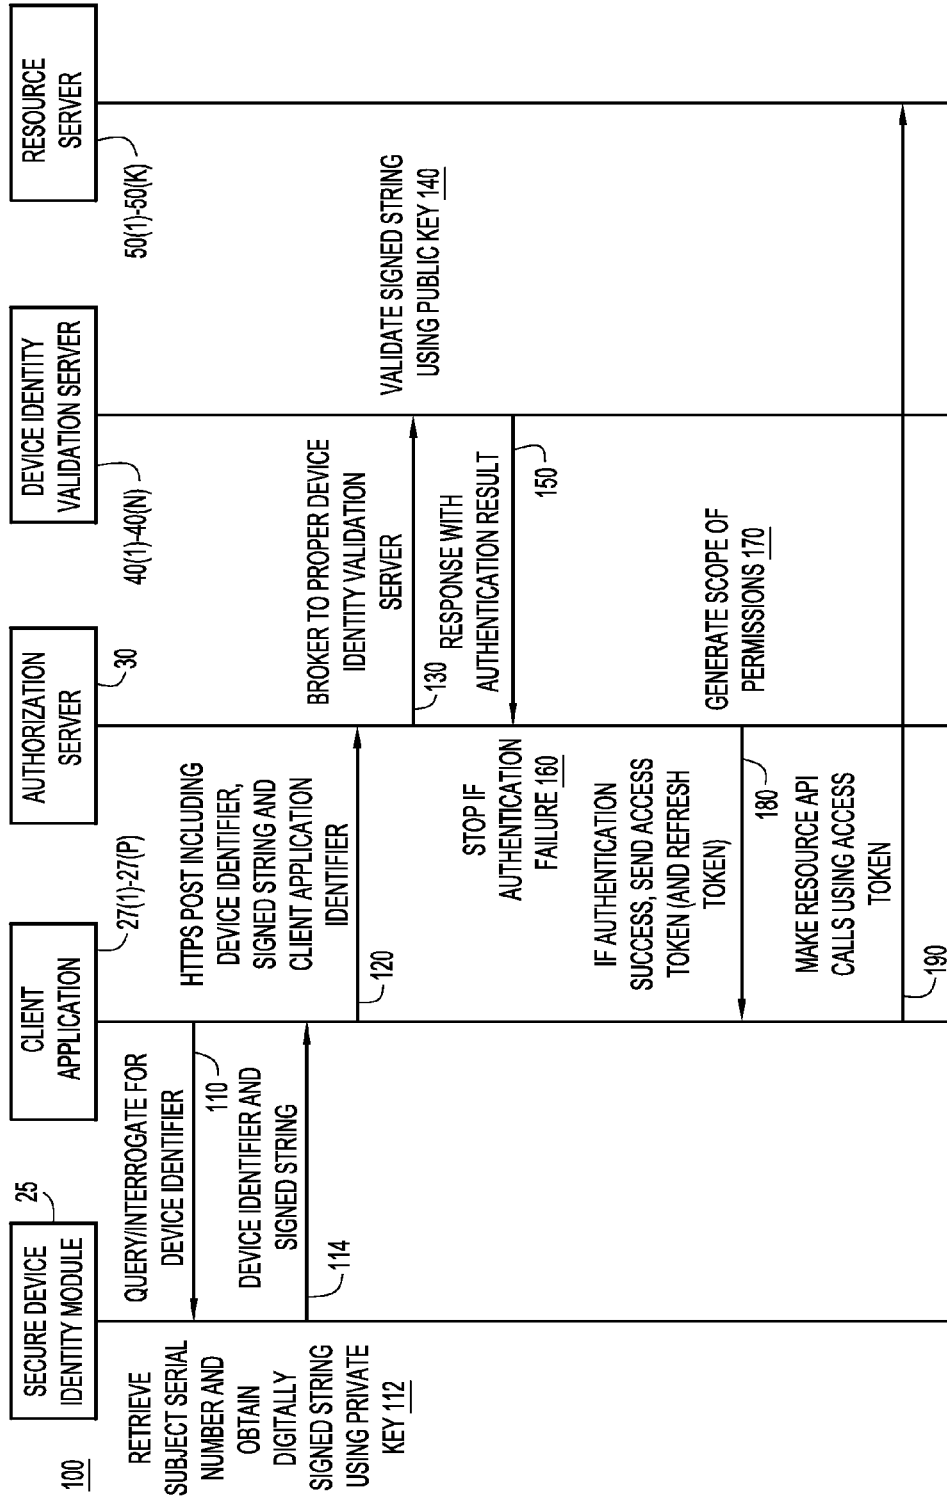 100
SECURE DEVICE
IDENTITY MODULE
25
CLIENT
APPLICATION
27(1)-27(P)
AUTHORIZATION
SERVER
30
DEVICE IDENTITY
VALIDATION SERVER
40(1)-40(N)
RESOURCE
SERVER
50(1)-50(K)
QUERY/INTERROGATE FOR
DEVICE IDENTIFIER
110
RETRIEVE
SUBJECT SERIAL
NUMBER AND
OBTAIN
DIGITALLY
SIGNED STRING
USING PRIVATE
KEY 112
DEVICE IDENTIFIER AND
SIGNED STRING
114
HTTPS POST INCLUDING
DEVICE IDENTIFIER,
SIGNED STRING AND
CLIENT APPLICATION
IDENTIFIER
120
BROKER TO PROPER DEVICE
IDENTITY VALIDATION
SERVER
130
VALIDATE SIGNED STRING
USING PUBLIC KEY 140
RESPONSE WITH
AUTHENTICATION RESULT
150
STOP IF
AUTHENTICATION
FAILURE 160
GENERATE SCOPE OF
PERMISSIONS 170
IF AUTHENTICATION
SUCCESS, SEND ACCESS
TOKEN (AND REFRESH
TOKEN)
180
MAKE RESOURCE API
CALLS USING ACCESS
TOKEN
190